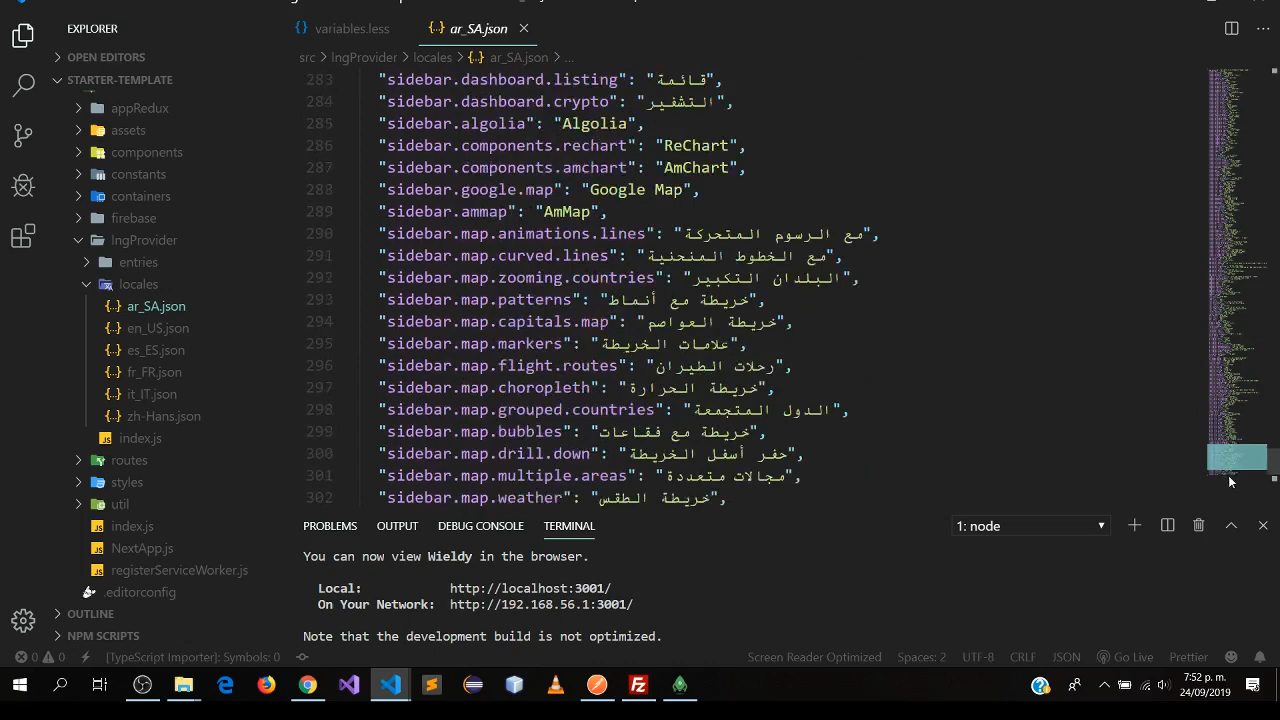 EXPLORER
OPEN EDITORS
STARTER-TEMPLATE
appRedux
assets
components
constants
containers
firebase
lngProvider
entries
locales
ar_SA.json
en_US.json
es_ES.json
fr_FR.json
it_IT.json
zh-Hans.json
index.js
routes
styles
util
index.js
NextApp.js
registerServiceWorker.js
.editorconfig
OUTLINE
NPM SCRIPTS
variables.less
ar_SA.json
src > lngProvider > locales > ar_SA.json > ...
283 "sidebar.dashboard.listing": "قائمة",
284 "sidebar.dashboard.crypto": "التشفير",
285 "sidebar.algolia": "Algolia",
286 "sidebar.components.rechart": "ReChart",
287 "sidebar.components.amchart": "AmChart",
288 "sidebar.google.map": "Google Map",
289 "sidebar.ammap": "AmMap",
290 "sidebar.map.animations.lines": "مع الرسوم المتحركة",
291 "sidebar.map.curved.lines": "مع الخطوط المنحنية",
292 "sidebar.map.zooming.countries": "البلدان التكبير",
293 "sidebar.map.patterns": "خريطة مع أنماط",
294 "sidebar.map.capitals.map": "خريطة العواصم",
295 "sidebar.map.markers": "علامات الخريطة",
296 "sidebar.map.flight.routes": "رحلات الطيران",
297 "sidebar.map.choropleth": "خريطة الحرارة",
298 "sidebar.map.grouped.countries": "الدول المتجمعة",
299 "sidebar.map.bubbles": "خريطة مع فقاعات",
300 "sidebar.map.drill.down": "حفر أسفل الخريطة",
301 "sidebar.map.multiple.areas": "مجالات متعددة",
302 "sidebar.map.weather": "خريطة الطقس",
PROBLEMS OUTPUT DEBUG CONSOLE TERMINAL 1: node
You can now view Wieldy in the browser.
Local: http://localhost:3001/
On Your Network: http://192.168.56.1:3001/
Note that the development build is not optimized.
0 0 [TypeScript Importer]: Symbols: 0 Screen Reader Optimized Spaces: 2 UTF-8 CRLF JSON Go Live Prettier
7:52 p. m.
24/09/2019